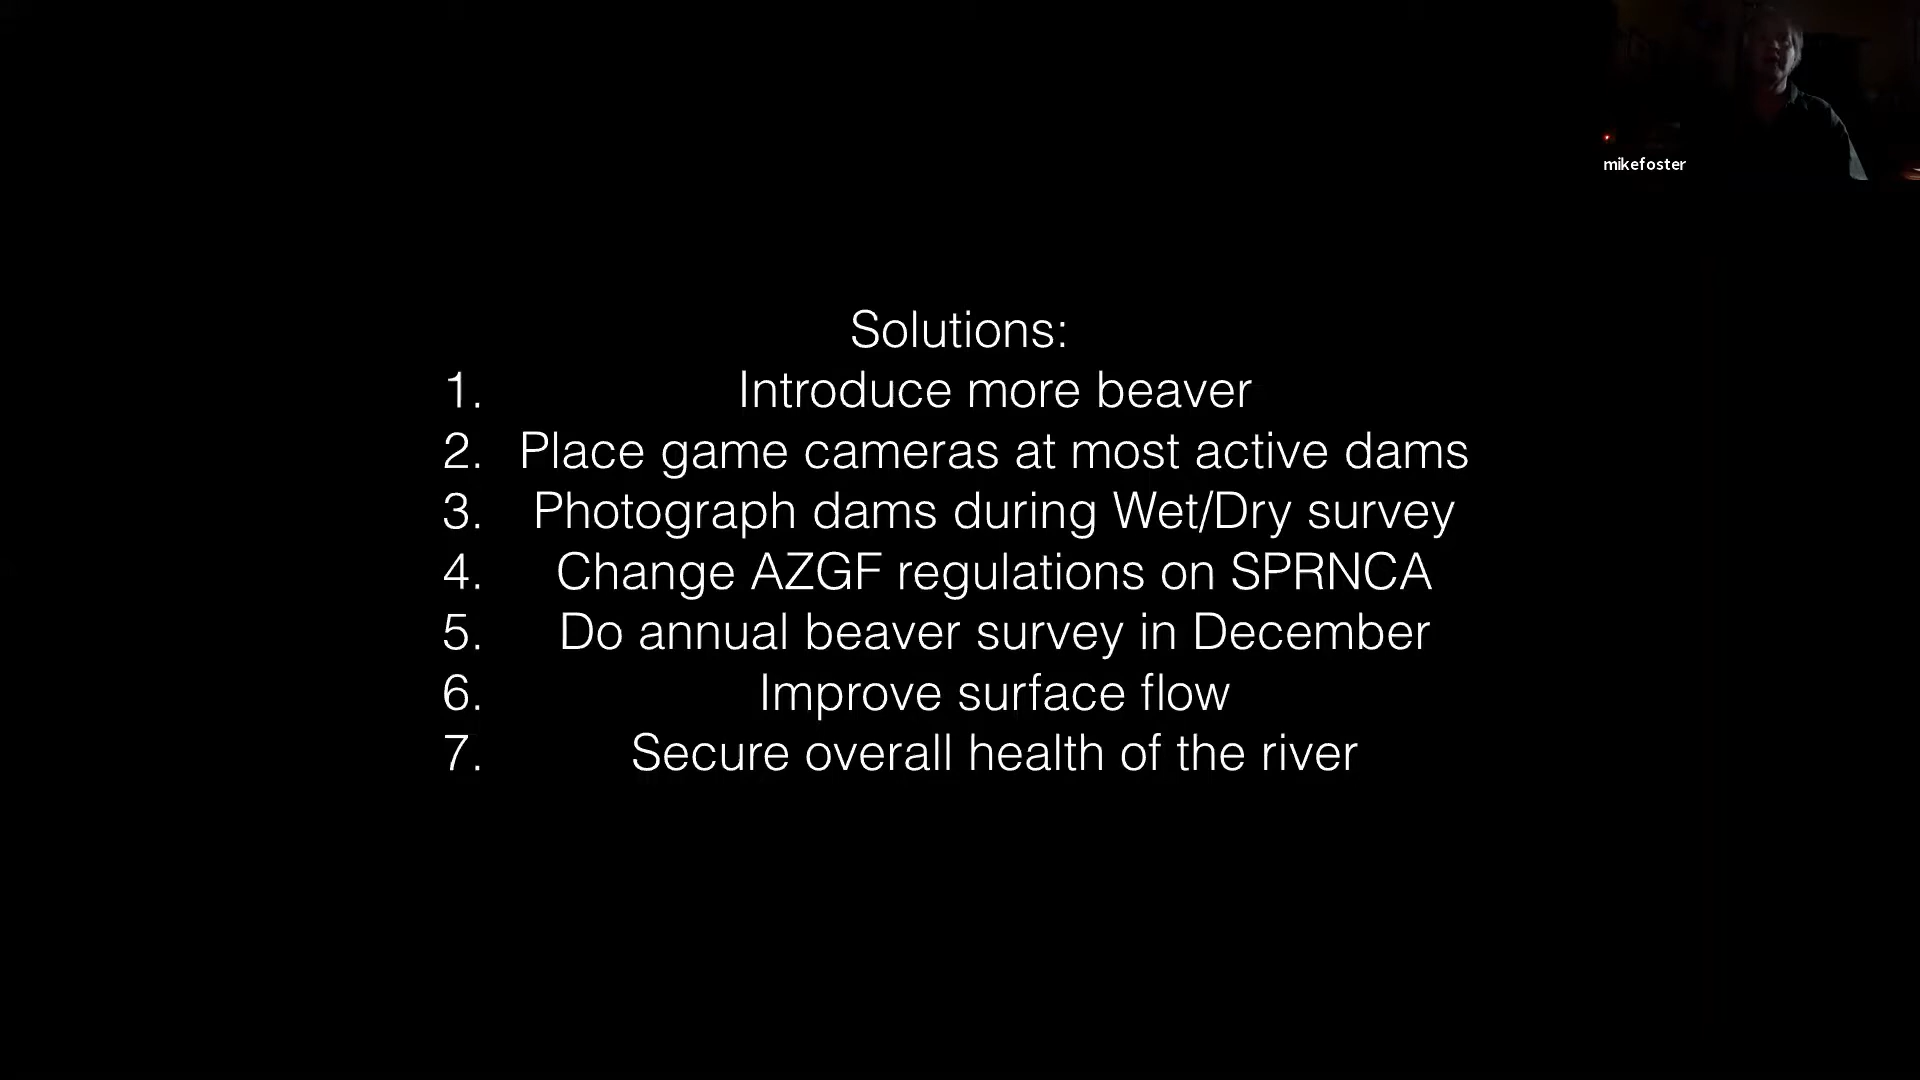 mikefoster
Solutions:
1. Introduce more beaver
2. Place game cameras at most active dams
3. Photograph dams during Wet/Dry survey
4. Change AZGF regulations on SPRNCA
5. Do annual beaver survey in December
6. Improve surface flow
7. Secure overall health of the river